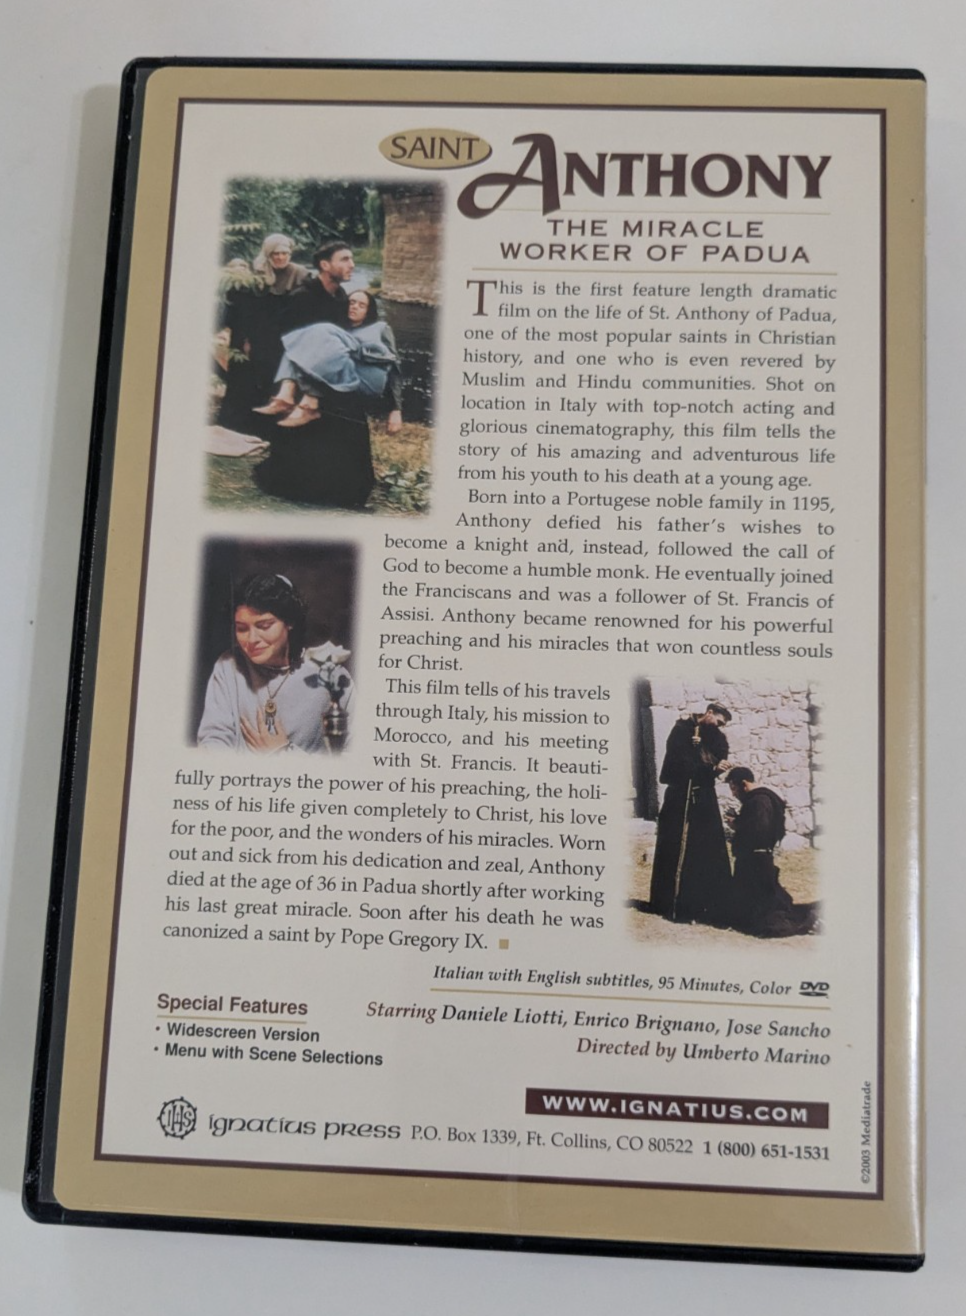 SAINT ANTHONY
THE MIRACLE
WORKER OF PADUA
This is the first feature length dramatic
film on the life of St. Anthony of Padua,
one of the most popular saints in Christian
history, and one who is even revered by
Muslim and Hindu communities. Shot on
location in Italy with top-notch acting and
glorious cinematography, this film tells the
story of his amazing and adventurous life
from his youth to his death at a young age.
Born into a Portugese noble family in 1195,
Anthony defied his father's wishes to
become a knight and, instead, followed the call of
God to become a humble monk. He eventually joined
the Franciscans and was a follower of St. Francis of
Assisi. Anthony became renowned for his powerful
preaching and his miracles that won countless souls
for Christ.
This film tells of his travels
through Italy, his mission to
Morocco, and his meeting
with St. Francis. It beauti-
fully portrays the power of his preaching, the holi-
ness of his life given completely to Christ, his love
for the poor, and the wonders of his miracles. Worn
out and sick from his dedication and zeal, Anthony
died at the age of 36 in Padua shortly after working
his last great miracle. Soon after his death he was
canonized a saint by Pope Gregory IX.
Italian with English subtitles, 95 Minutes, Color DVD
Special Features
• Widescreen Version
• Menu with Scene Selections
Starring Daniele Liotti, Enrico Brignano, Jose Sancho
Directed by Umberto Marino
WWW.IGNATIUS.COM
IHS ignatius press P.O. Box 1339, Ft. Collins, CO 80522 1 (800) 651-1531
©2003 Mediatrade